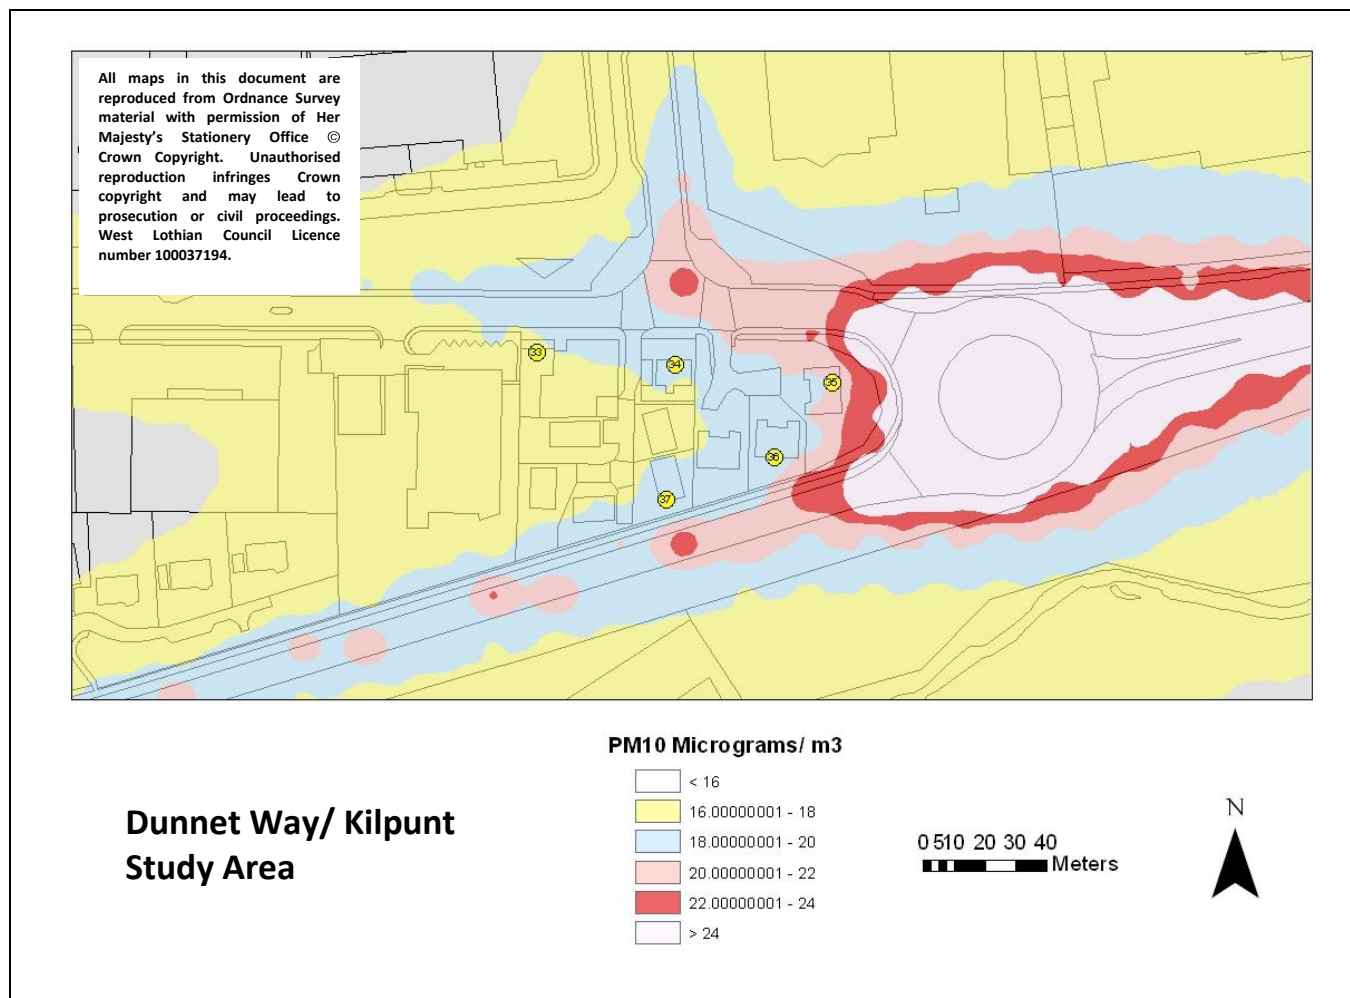 All maps in this document are
reproduced from Ordnance Survey
material with permission of Her
Majesty’s Stationery Office ©
Crown Copyright. Unauthorised
reproduction infringes Crown
copyright and may lead to
prosecution or civil proceedings.
West Lothian Council Licence
number 100037194.
33
34
35
36
37
PM10 Micrograms/ m3
< 16
16.00000001 - 18
18.00000001 - 20
20.00000001 - 22
22.00000001 - 24
> 24
Dunnet Way/ Kilpunt
Study Area
0 510 20 30 40
Meters
N